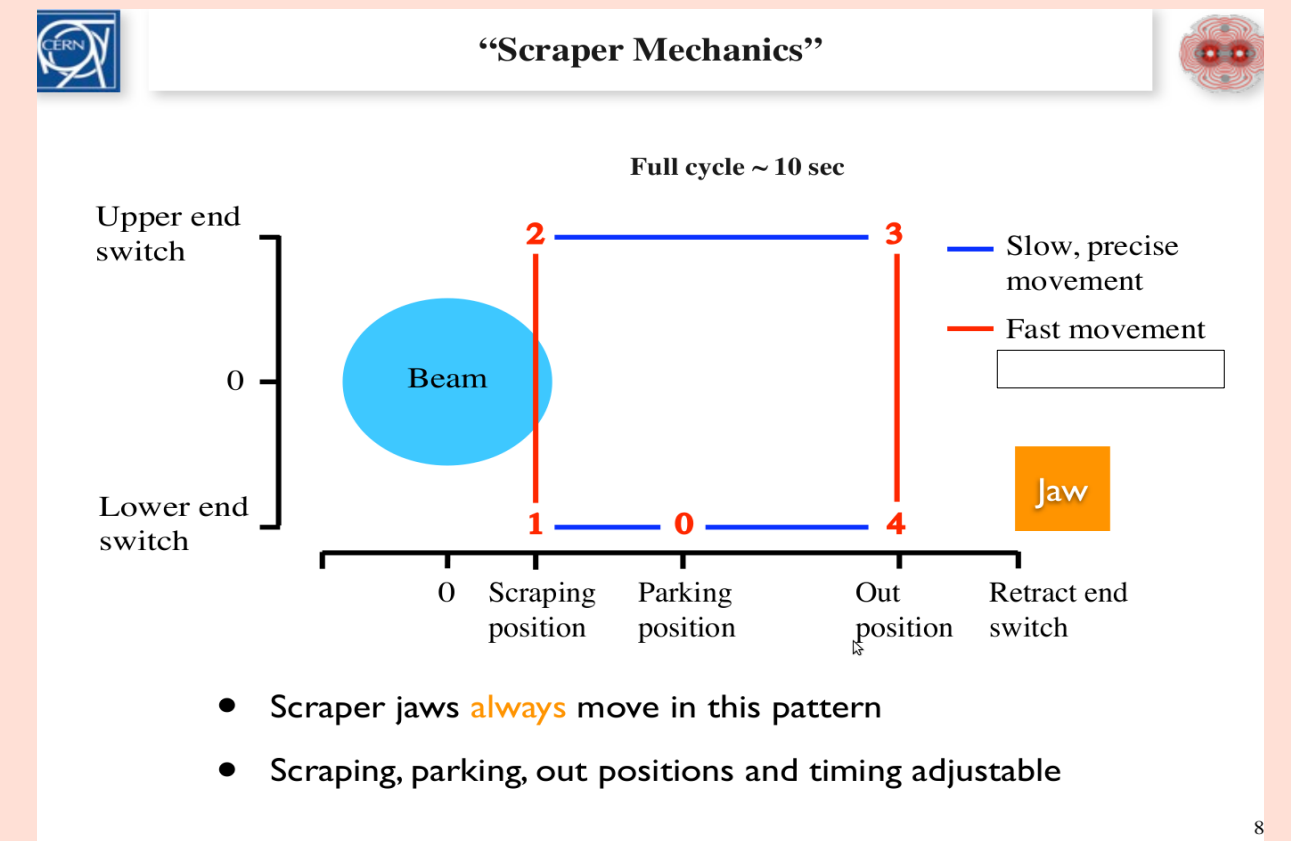 CERN
“Scraper Mechanics”
Full cycle ~ 10 sec
Upper end
switch
2
3
Slow, precise
movement
Fast movement
0
Beam
Jaw
Lower end
switch
1
0
4
0
Scraping
position
Parking
position
Out
position
Retract end
switch
• Scraper jaws always move in this pattern
• Scraping, parking, out positions and timing adjustable
8